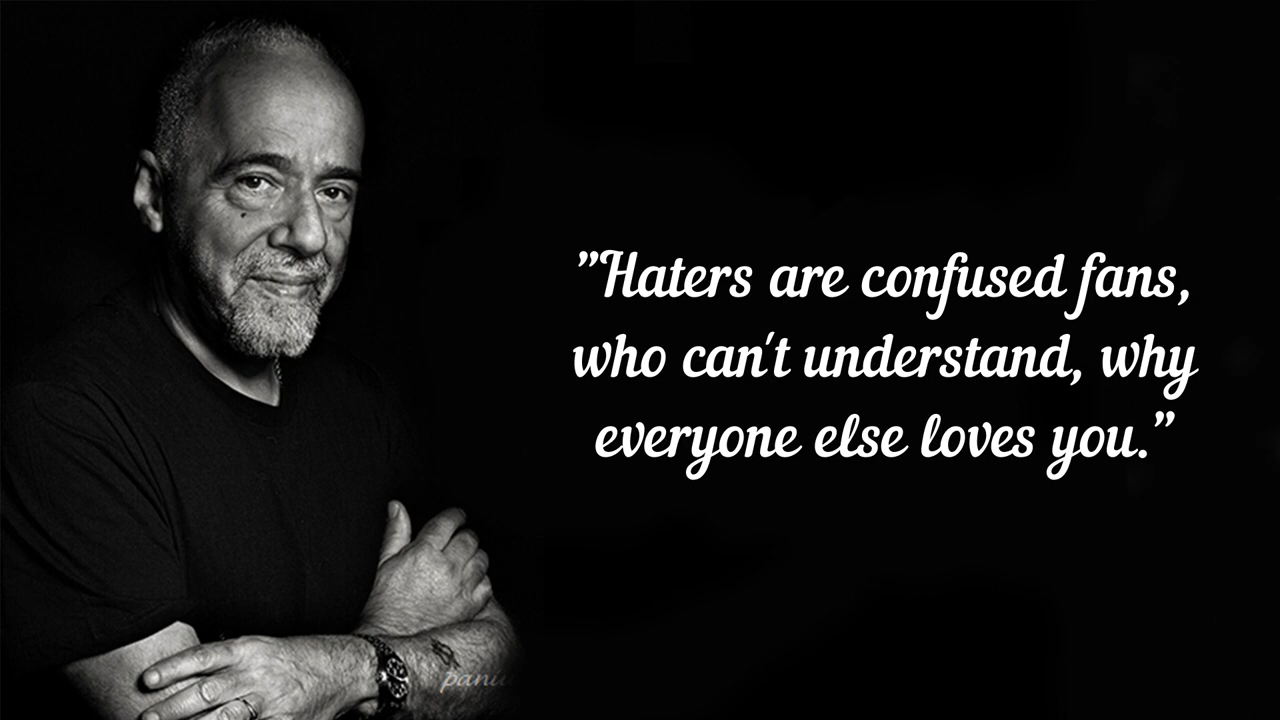 ”Haters are confused fans,
who can't understand, why
everyone else loves you.”